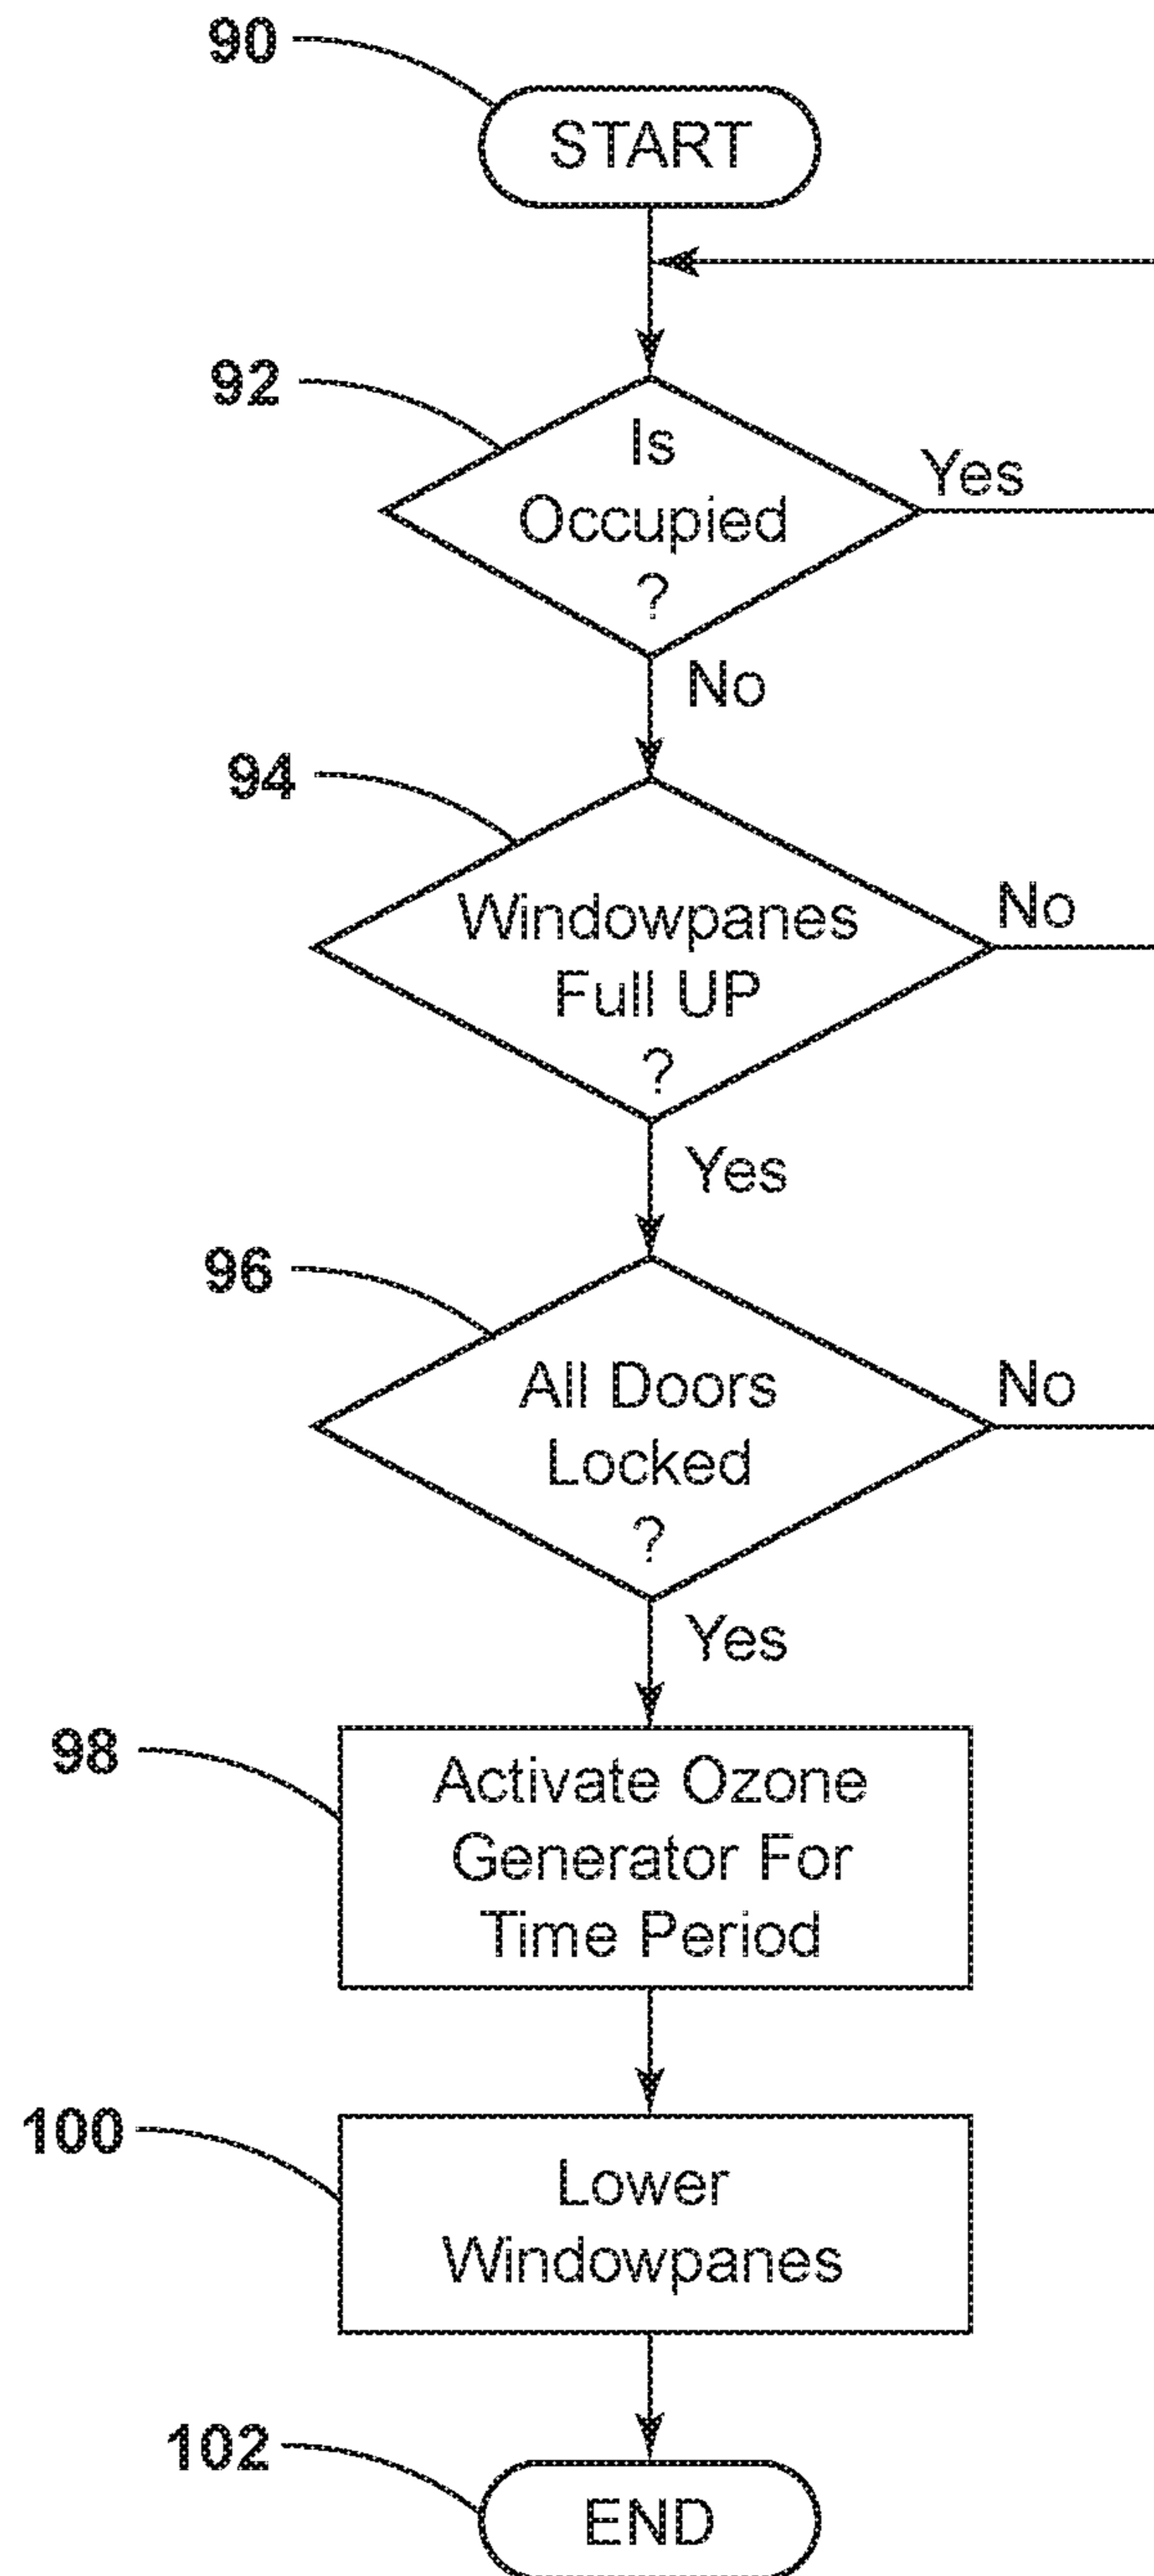 90
START
92
Is
Occupied
?
Yes
No
94
Windowpanes
Full UP
?
No
Yes
96
All Doors
Locked
?
No
Yes
98
Activate Ozone
Generator For
Time Period
100
Lower
Windowpanes
102
END